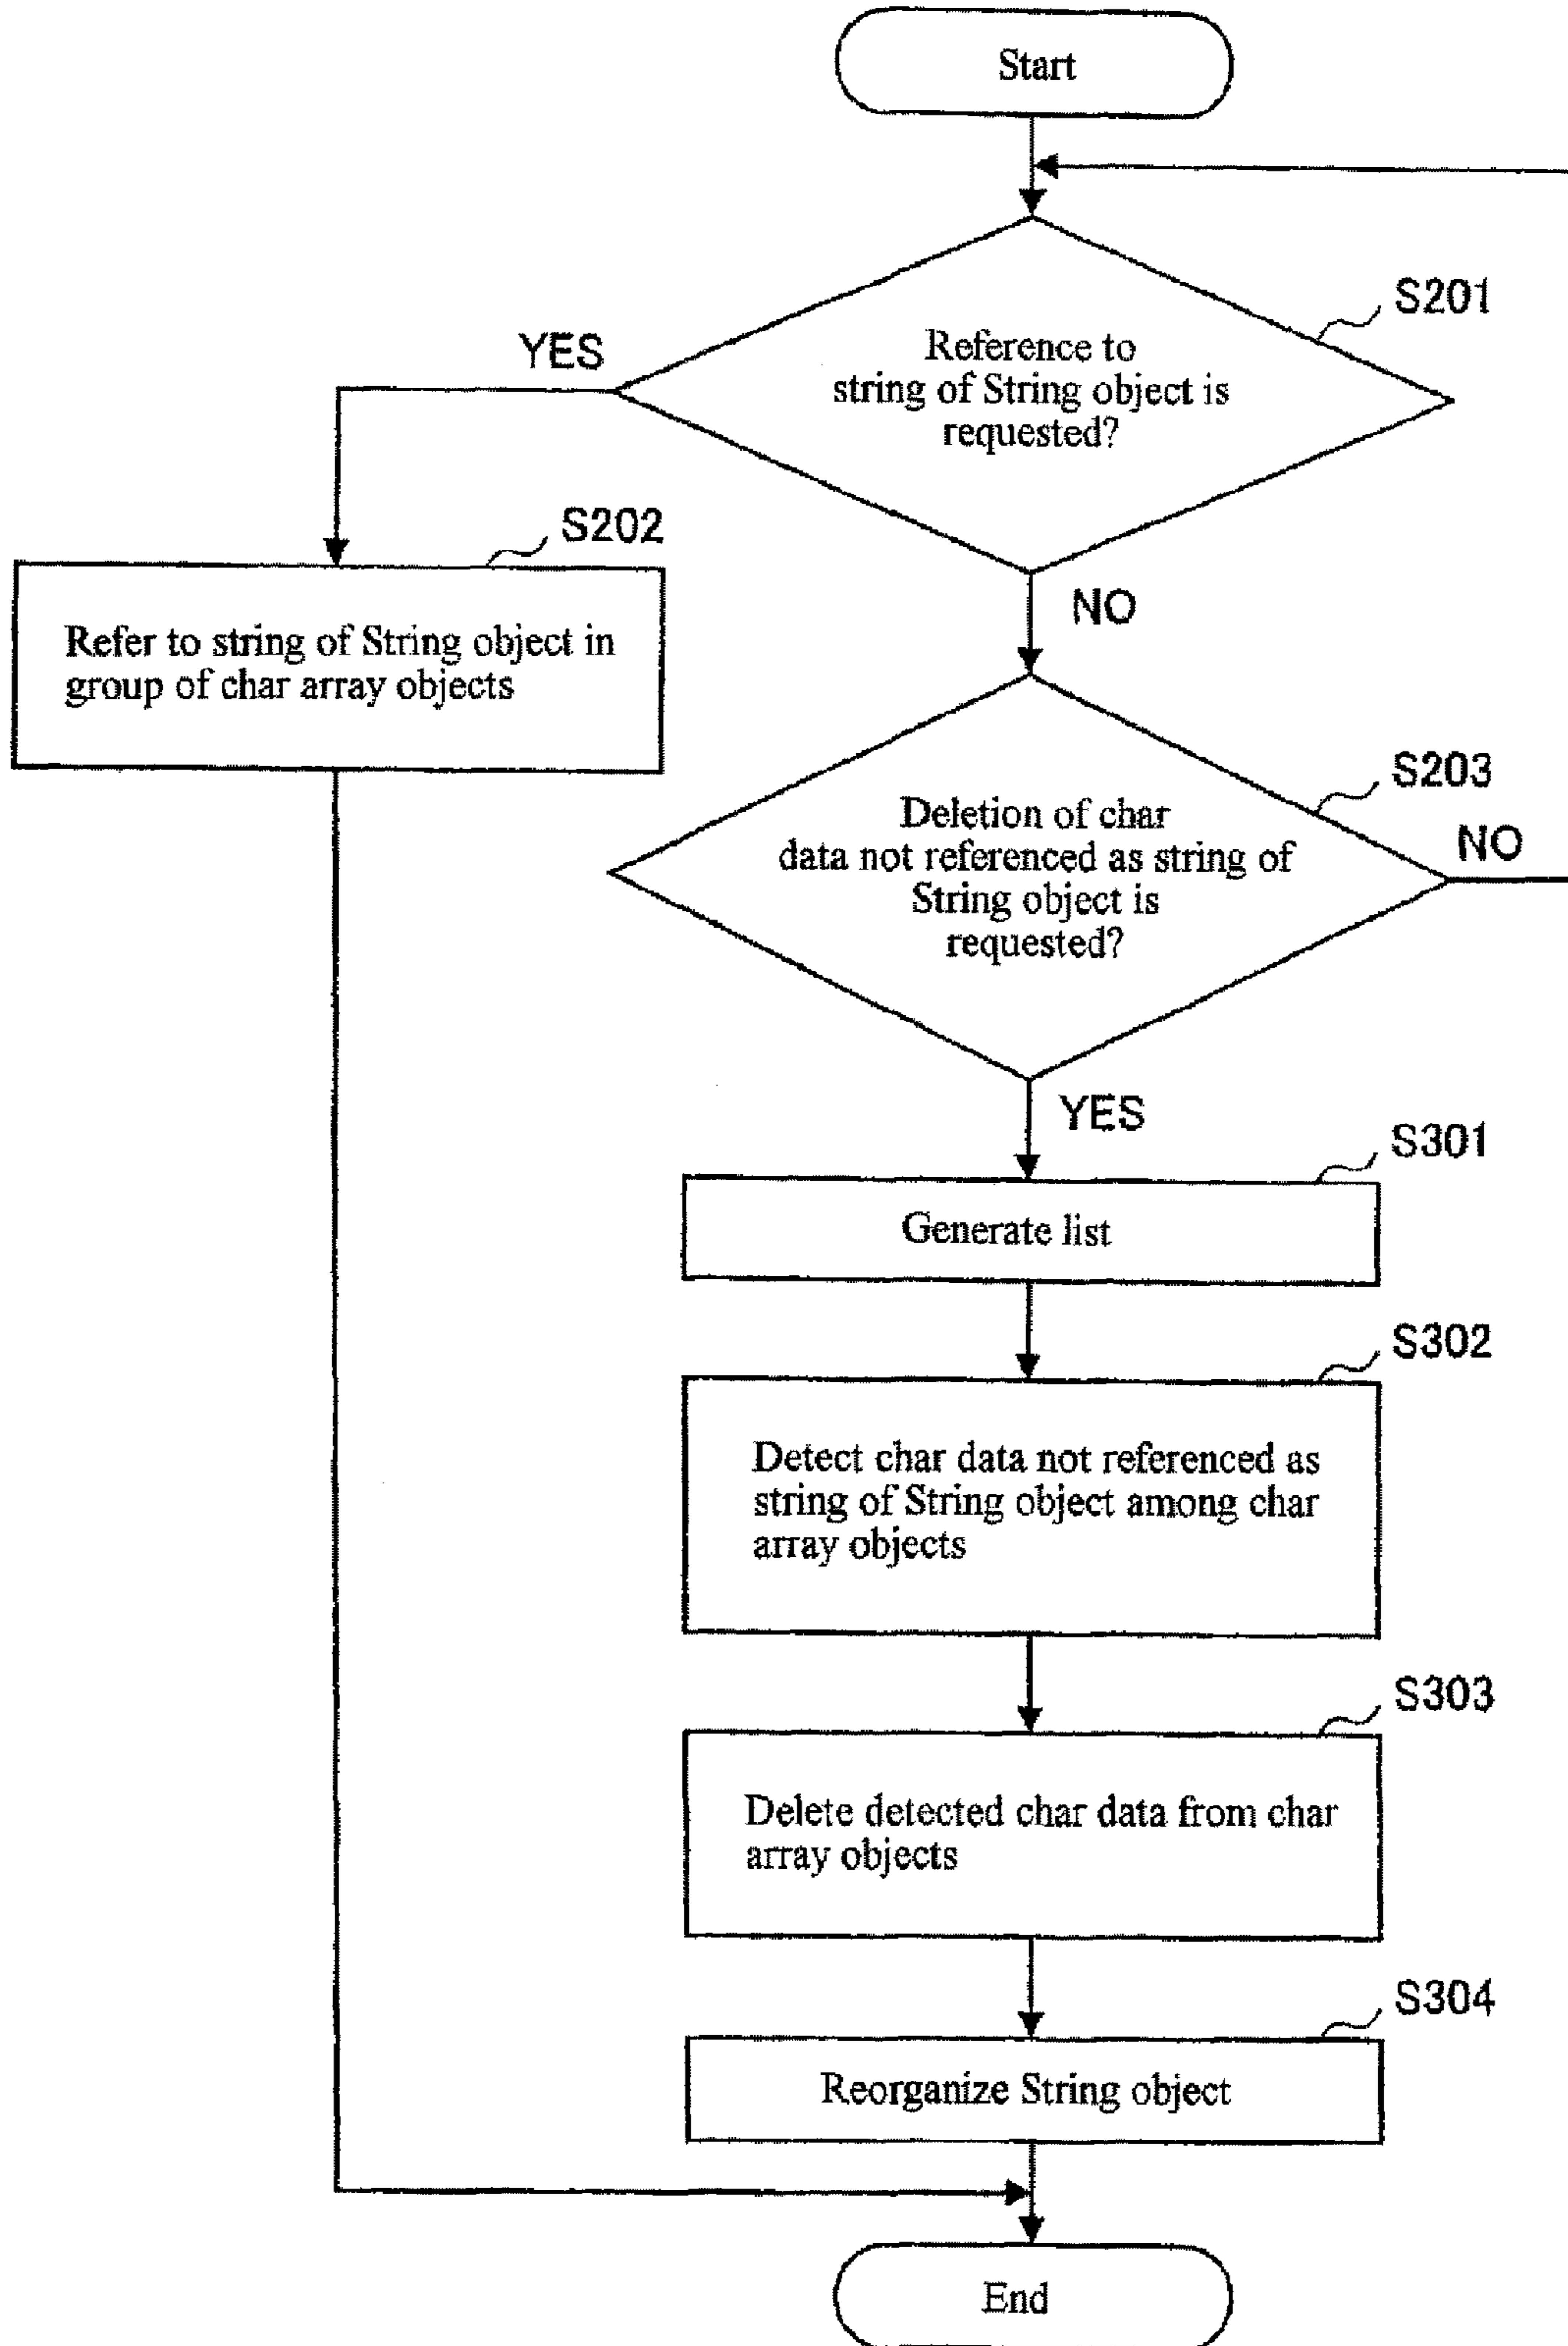 Start
S201
YES
Reference to
string of String object is
requested?
S202
NO
Refer to string of String object in
group of char array objects
S203
NO
Deletion of char
data not referenced as string of
String object is
requested?
YES
S301
Generate list
S302
Detect char data not referenced as
string of String object among char
array objects
S303
Delete detected char data from char
array objects
S304
Reorganize String object
End